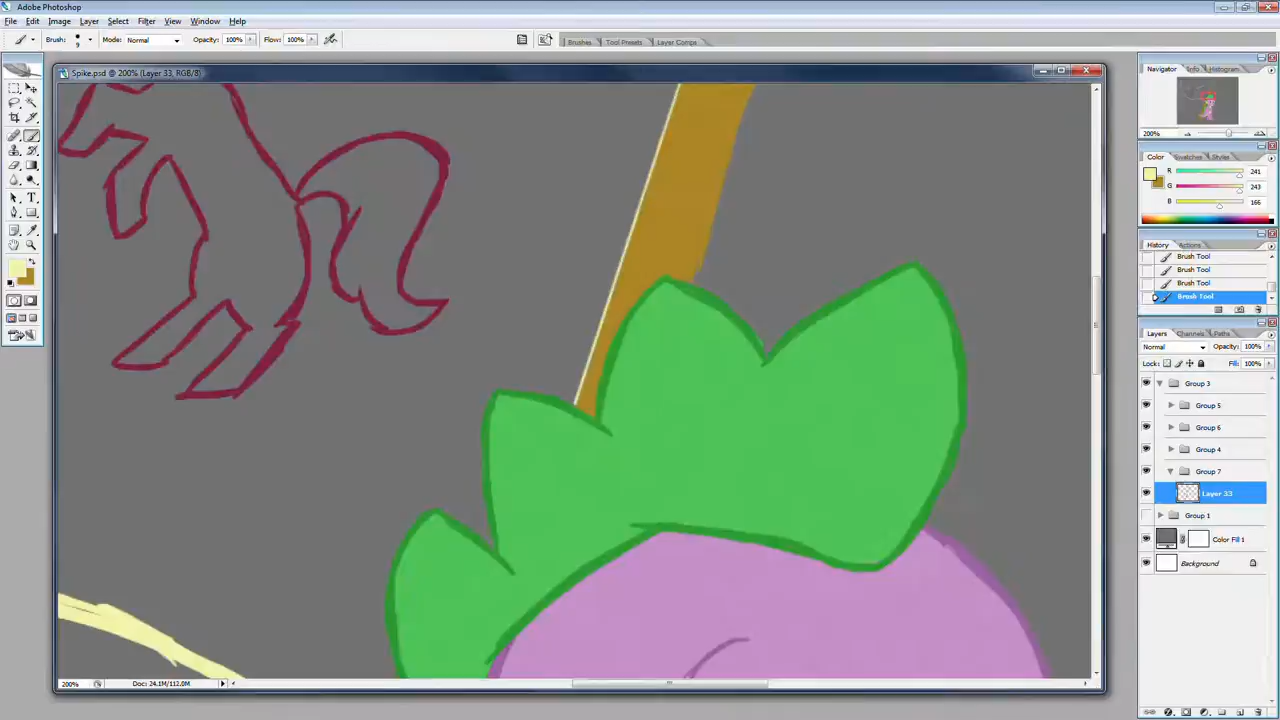 Adobe Photoshop
File Edit Image Layer Select Filter View Window Help
Brush: 9 Mode: Normal Opacity: 100% Flow: 100% Brushes Tool Presets Layer Comps
Spike.psd @ 200% (Layer 33, RGB/8)
Navigator Info Histogram
200%
Color Swatches Styles
R 241
G 243
B 166
History Actions
Brush Tool
Brush Tool
Brush Tool
Brush Tool
Layers Channels Paths
Normal Opacity: 100%
Lock: Fill: 100%
Group 3
Group 5
Group 6
Group 4
Group 7
Layer 33
Group 1
Color Fill 1
Background
200% Doc: 24.1M/112.0M